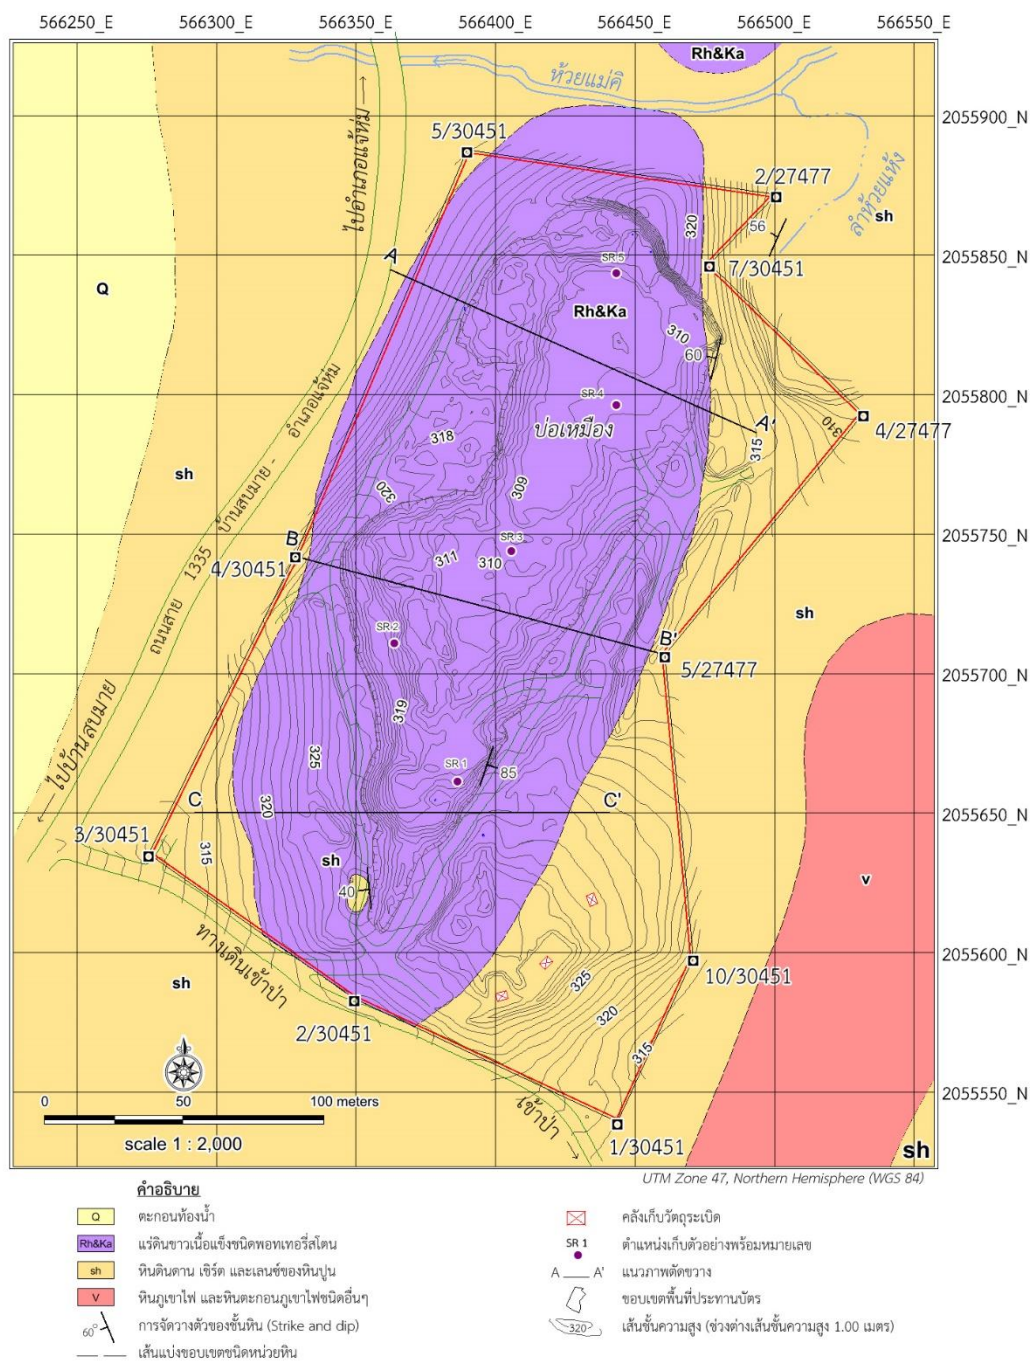 566250_E 566300_E 566350_E 566400_E 566450_E 566500_E 566550_E
Rh&Ka
ห้วยแม่คิ
2055900_N
ไปอำเภอแจ้ห่ม
5/30451
2/27477
ลำห้วยแห้ง
sh
320
56
A
SR.5
7/30451
2055850_N
Q
Rh&Ka
310
60
SR.4
2055800_N
บ่อเหมือง
A'
315
310
4/27477
318
อำเภอแจ้ห่ม
sh
320
309
บ้านสบมาย -
1335
ถนนสาย
B
SR.3
2055750_N
4/30451
311
310
sh
SR.2
B'
5/27477
2055700_N
ไปบ้านสบมาย
319
325
85
SR 1
320
C
C'
2055650_N
3/30451
315
sh
40
v
ทางเดินเข้าป่า
2055600_N
325
10/30451
sh
2/30451
320
315
2055550_N
0 50 100 meters
scale 1 : 2,000
เข้าป่า
1/30451
sh
UTM Zone 47, Northern Hemisphere (WGS 84)
คำอธิบาย
Q ตะกอนท้องน้ำ
Rh&Ka แร่ดินขาวเนื้อแข็งชนิดพอทเทอรี่สโตน
sh หินดินดาน เชิร์ต และเลนซ์ของหินปูน
V หินภูเขาไฟ และหินตะกอนภูเขาไฟชนิดอื่นๆ
60° การจัดวางตัวของชั้นหิน (Strike and dip)
เส้นแบ่งขอบเขตชนิดหน่วยหิน
คลังเก็บวัตถุระเบิด
SR 1 ตำแหน่งเก็บตัวอย่างพร้อมหมายเลข
A A' แนวภาพตัดขวาง
ขอบเขตพื้นที่ประทานบัตร
320 เส้นชั้นความสูง (ช่วงต่างเส้นชั้นความสูง 1.00 เมตร)